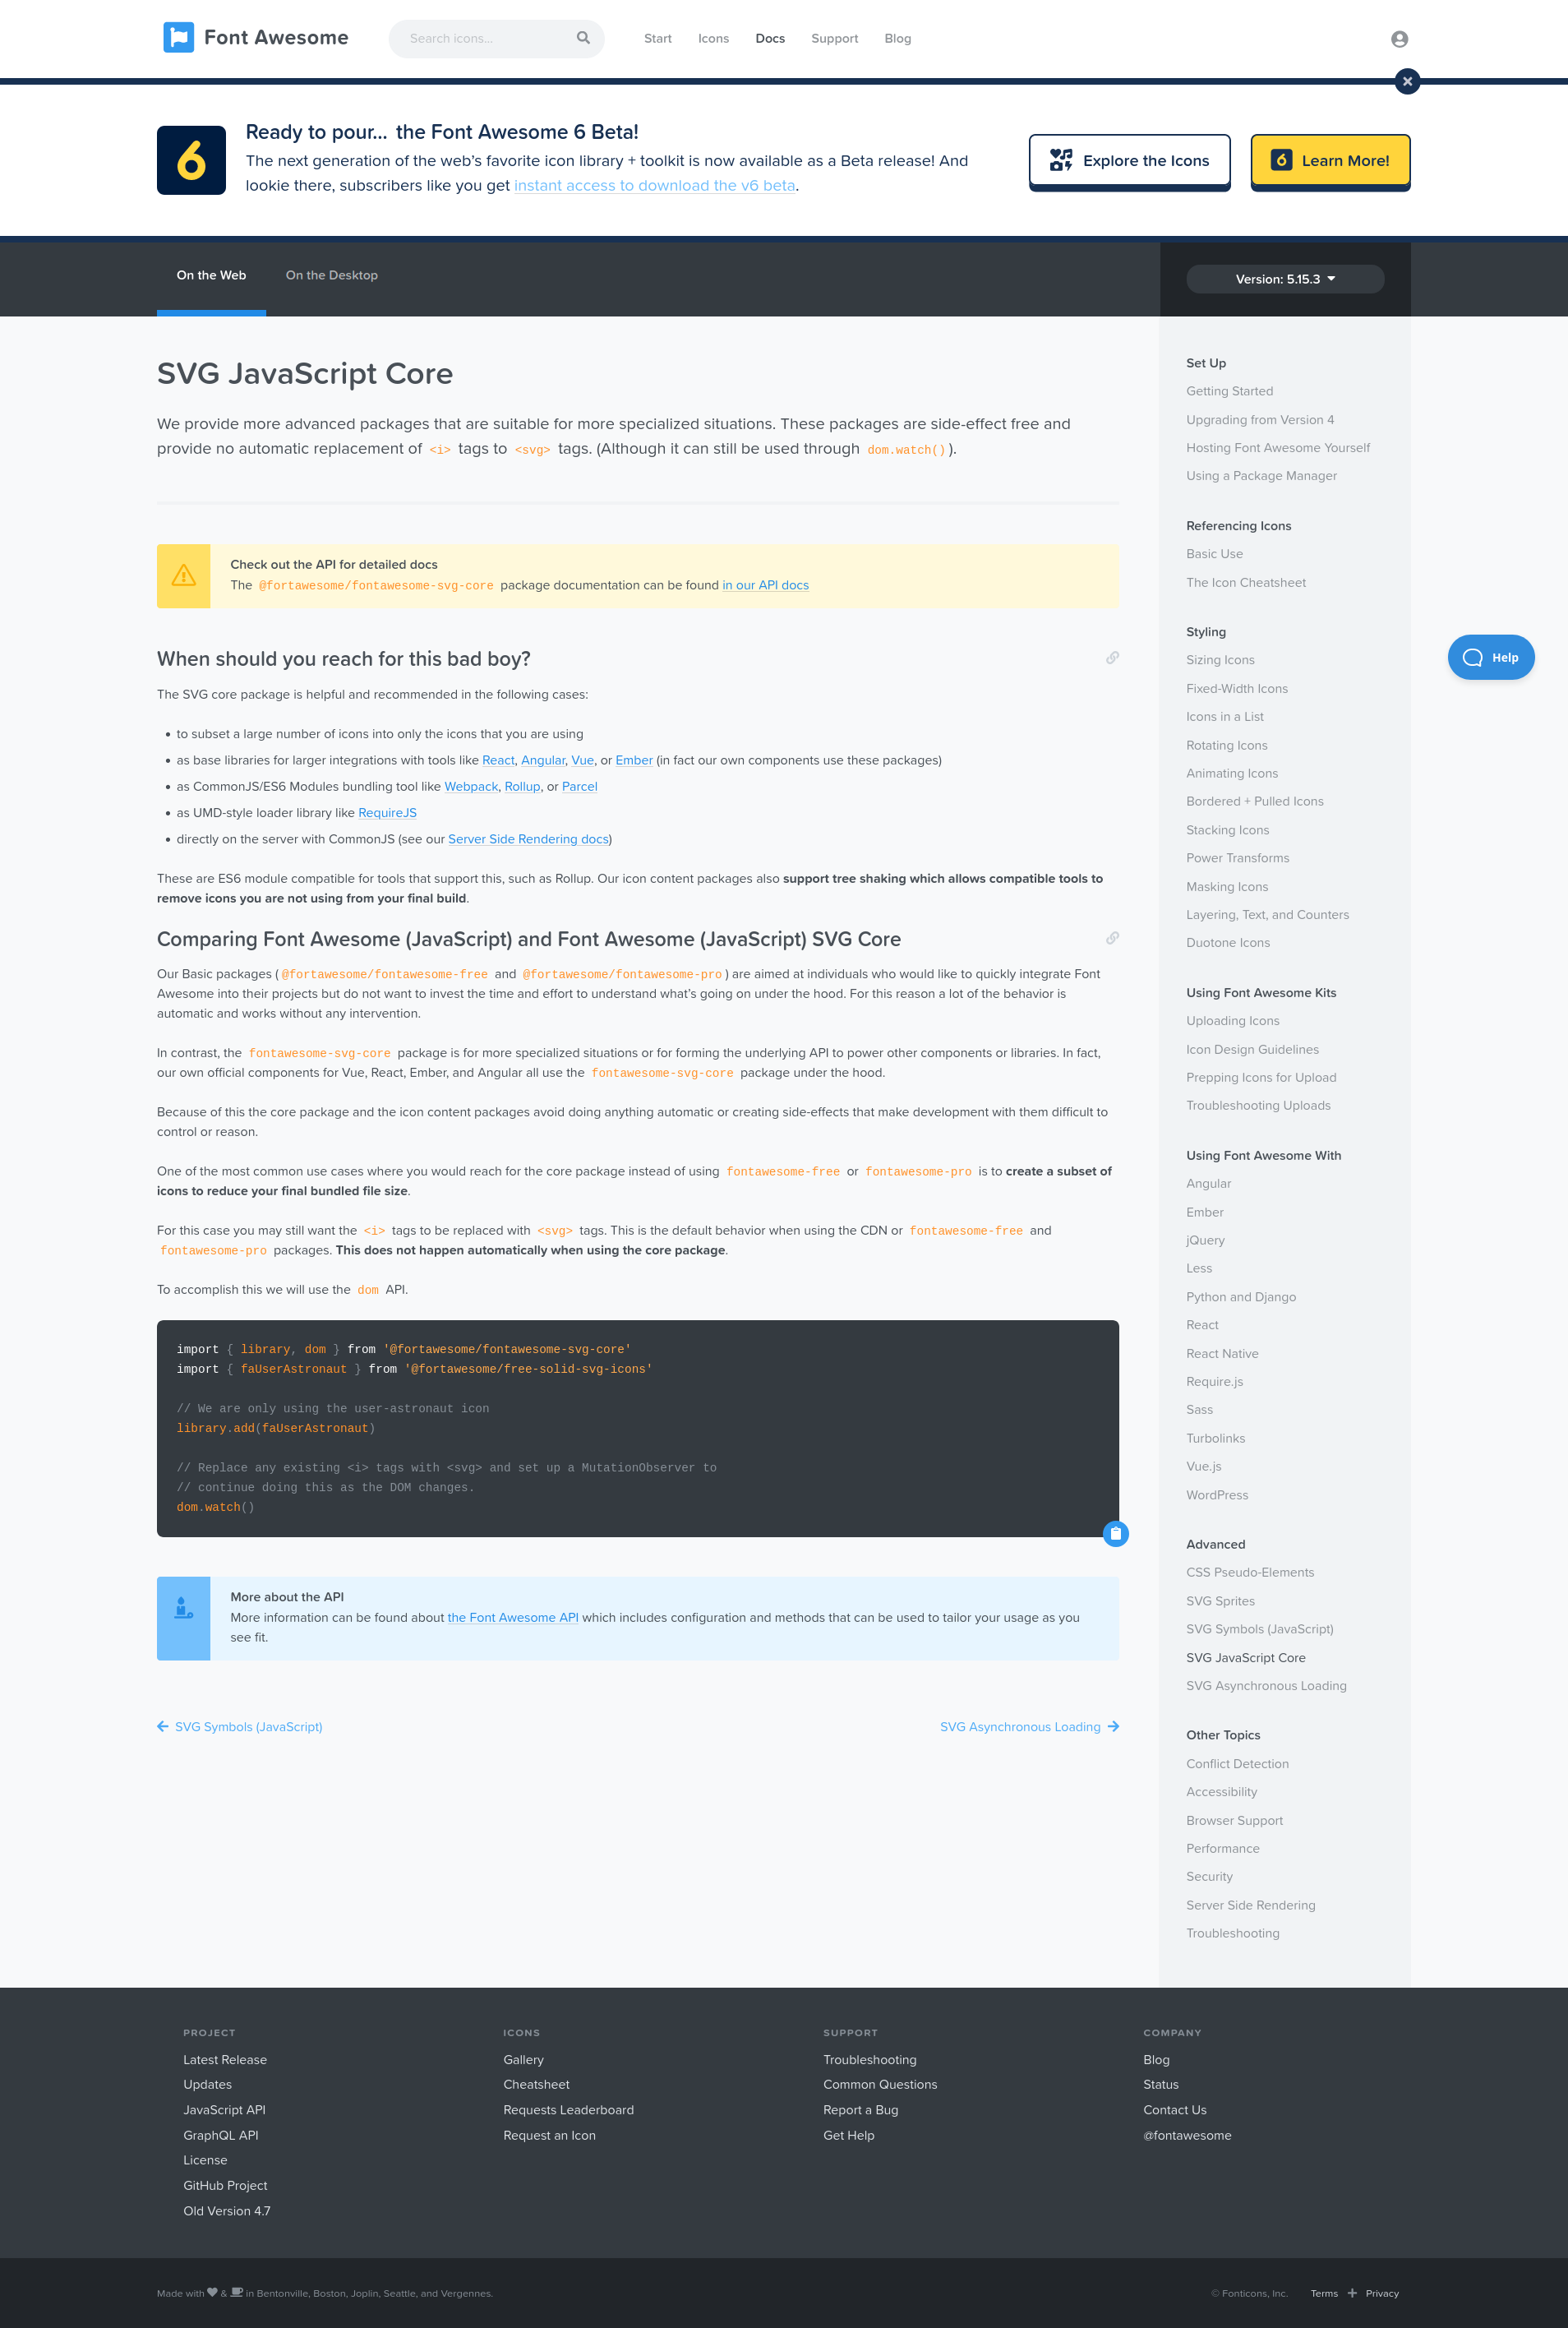 Font Awesome
Search icons...
Start
Icons
Docs
Support
Blog
6
Ready to pour... the Font Awesome 6 Beta!
The next generation of the web’s favorite icon library + toolkit is now available as a Beta release! And
lookie there, subscribers like you get instant access to download the v6 beta.
Explore the Icons
6 Learn More!
On the Web
On the Desktop
Version: 5.15.3
SVG JavaScript Core
We provide more advanced packages that are suitable for more specialized situations. These packages are side-effect free and
provide no automatic replacement of <i> tags to <svg> tags. (Although it can still be used through dom.watch() ).
Check out the API for detailed docs
The @fortawesome/fontawesome-svg-core package documentation can be found in our API docs
When should you reach for this bad boy?
The SVG core package is helpful and recommended in the following cases:
• to subset a large number of icons into only the icons that you are using
• as base libraries for larger integrations with tools like React, Angular, Vue, or Ember (in fact our own components use these packages)
• as CommonJS/ES6 Modules bundling tool like Webpack, Rollup, or Parcel
• as UMD-style loader library like RequireJS
• directly on the server with CommonJS (see our Server Side Rendering docs)
These are ES6 module compatible for tools that support this, such as Rollup. Our icon content packages also support tree shaking which allows compatible tools to
remove icons you are not using from your final build.
Comparing Font Awesome (JavaScript) and Font Awesome (JavaScript) SVG Core
Our Basic packages ( @fortawesome/fontawesome-free and @fortawesome/fontawesome-pro ) are aimed at individuals who would like to quickly integrate Font
Awesome into their projects but do not want to invest the time and effort to understand what’s going on under the hood. For this reason a lot of the behavior is
automatic and works without any intervention.
In contrast, the fontawesome-svg-core package is for more specialized situations or for forming the underlying API to power other components or libraries. In fact,
our own official components for Vue, React, Ember, and Angular all use the fontawesome-svg-core package under the hood.
Because of this the core package and the icon content packages avoid doing anything automatic or creating side-effects that make development with them difficult to
control or reason.
One of the most common use cases where you would reach for the core package instead of using fontawesome-free or fontawesome-pro is to create a subset of
icons to reduce your final bundled file size.
For this case you may still want the <i> tags to be replaced with <svg> tags. This is the default behavior when using the CDN or fontawesome-free and
fontawesome-pro packages. This does not happen automatically when using the core package.
To accomplish this we will use the dom API.
import { library, dom } from '@fortawesome/fontawesome-svg-core'
import { faUserAstronaut } from '@fortawesome/free-solid-svg-icons'
// We are only using the user-astronaut icon
library.add(faUserAstronaut)
// Replace any existing <i> tags with <svg> and set up a MutationObserver to
// continue doing this as the DOM changes.
dom.watch()
More about the API
More information can be found about the Font Awesome API which includes configuration and methods that can be used to tailor your usage as you
see fit.
SVG Symbols (JavaScript)
SVG Asynchronous Loading
Set Up
Getting Started
Upgrading from Version 4
Hosting Font Awesome Yourself
Using a Package Manager
Referencing Icons
Basic Use
The Icon Cheatsheet
Styling
Sizing Icons
Fixed-Width Icons
Icons in a List
Rotating Icons
Animating Icons
Bordered + Pulled Icons
Stacking Icons
Power Transforms
Masking Icons
Layering, Text, and Counters
Duotone Icons
Using Font Awesome Kits
Uploading Icons
Icon Design Guidelines
Prepping Icons for Upload
Troubleshooting Uploads
Using Font Awesome With
Angular
Ember
jQuery
Less
Python and Django
React
React Native
Require.js
Sass
Turbolinks
Vue.js
WordPress
Advanced
CSS Pseudo-Elements
SVG Sprites
SVG Symbols (JavaScript)
SVG JavaScript Core
SVG Asynchronous Loading
Other Topics
Conflict Detection
Accessibility
Browser Support
Performance
Security
Server Side Rendering
Troubleshooting
Help
PROJECT
Latest Release
Updates
JavaScript API
GraphQL API
License
GitHub Project
Old Version 4.7
ICONS
Gallery
Cheatsheet
Requests Leaderboard
Request an Icon
SUPPORT
Troubleshooting
Common Questions
Report a Bug
Get Help
COMPANY
Blog
Status
Contact Us
@fontawesome
Made with & in Bentonville, Boston, Joplin, Seattle, and Vergennes.
© Fonticons, Inc.
Terms
Privacy